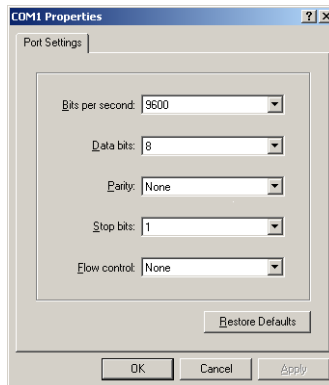 COM1 Properties
Port Settings
Bits per second: 9600
Data bits: 8
Parity: None
Stop bits: 1
Flow control: None
Restore Defaults
OK Cancel Apply